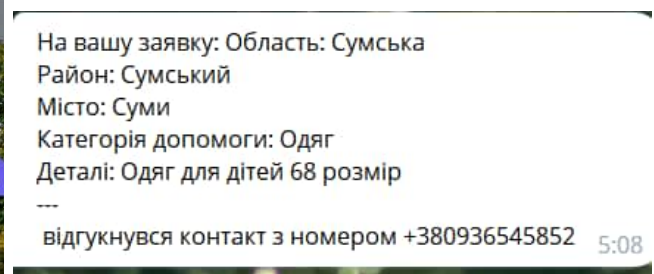 На вашу заявку: Область: Сумська
Район: Сумський
Місто: Суми
Категорія допомоги: Одяг
Деталі: Одяг для дітей 68 розмір
---
відгукнувся контакт з номером +380936545852 5:08